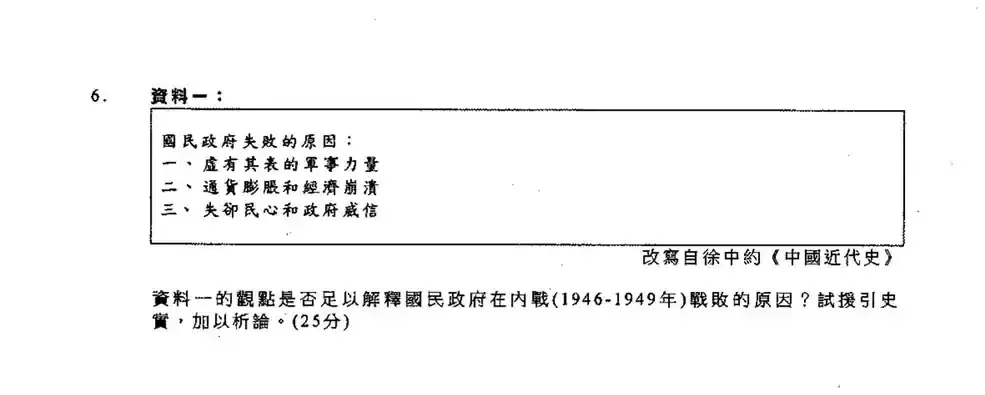 6. 資料一：
國民政府失敗的原因：
一、虛有其表的軍事力量
二、通貨膨脹和經濟崩潰
三、失卻民心和政府威信
改寫自徐中約《中國近代史》
資料一的觀點是否足以解釋國民政府在內戰(1946-1949年)戰敗的原因？試援引史
實，加以析論。(25分)